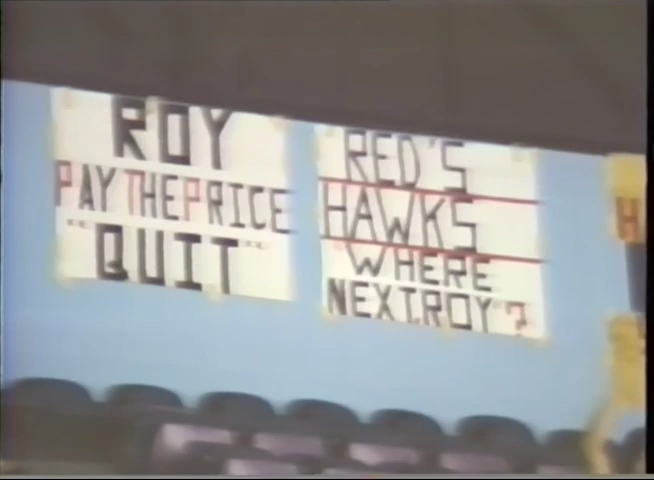 ROY
PAY THE PRICE
"QUIT"
RED'S
HAWKS
"WHERE
NEXT ROY"?
H